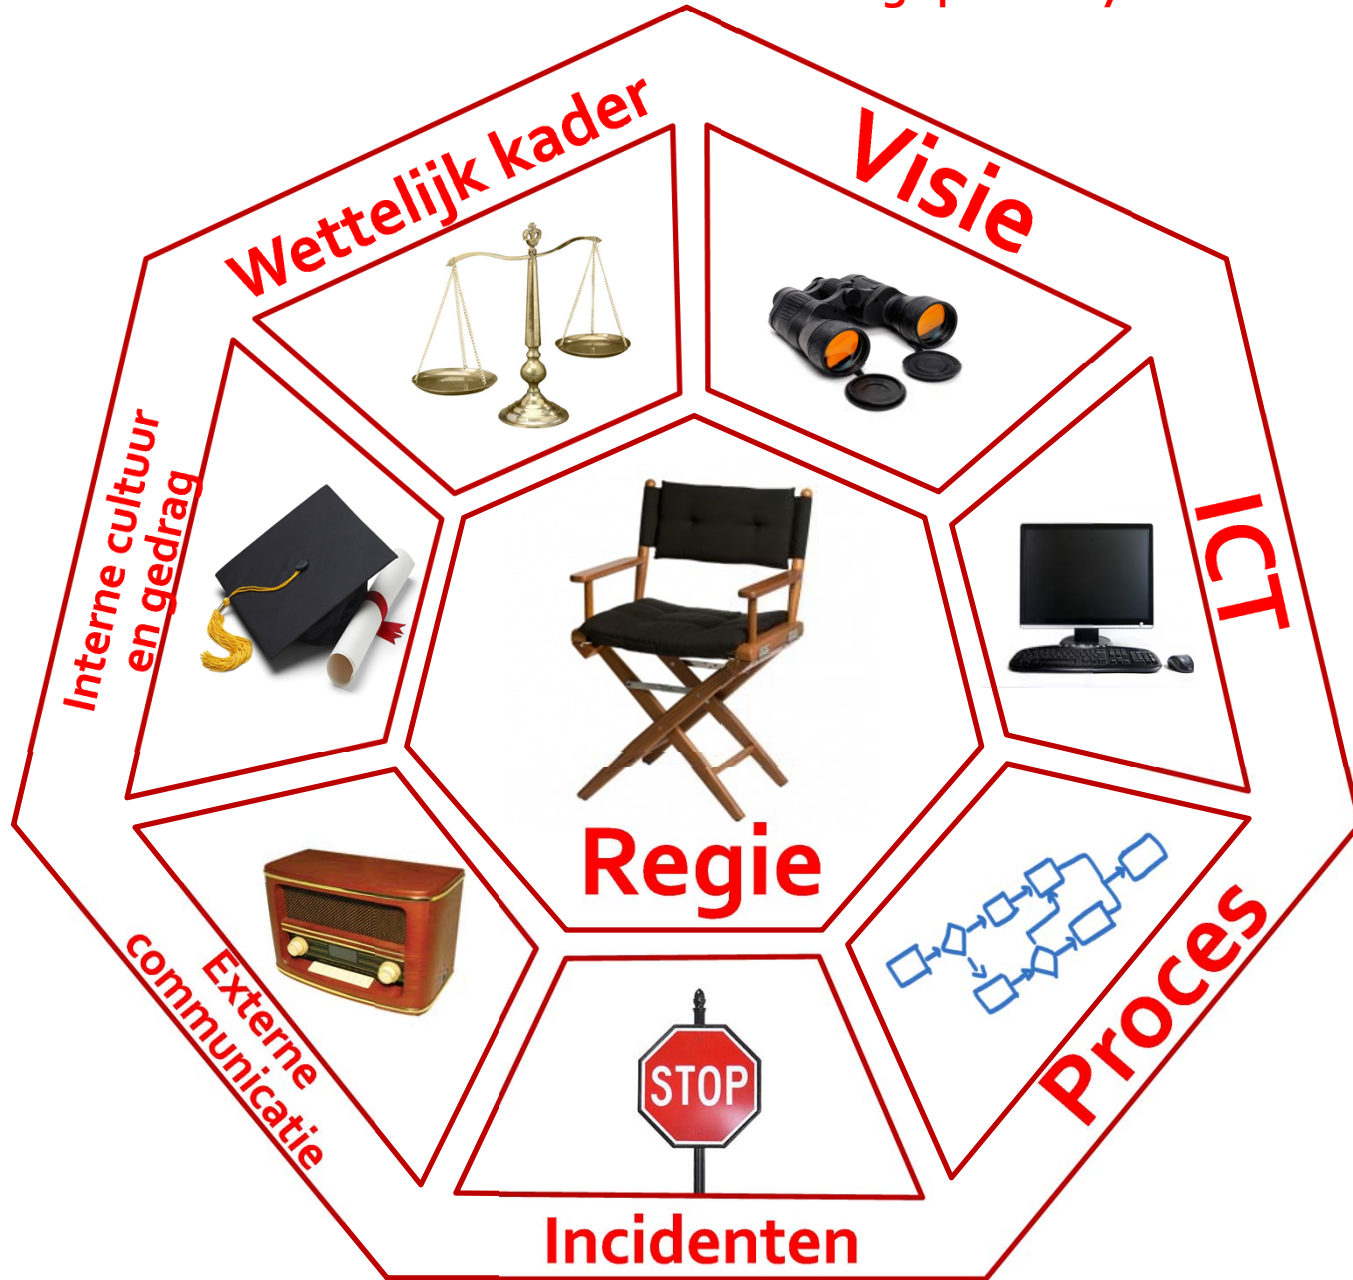 Wettelijk kader
Visie
Interne cultuur
en gedrag
ICT
Regie
Externe
communicatie
Proces
STOP
Incidenten